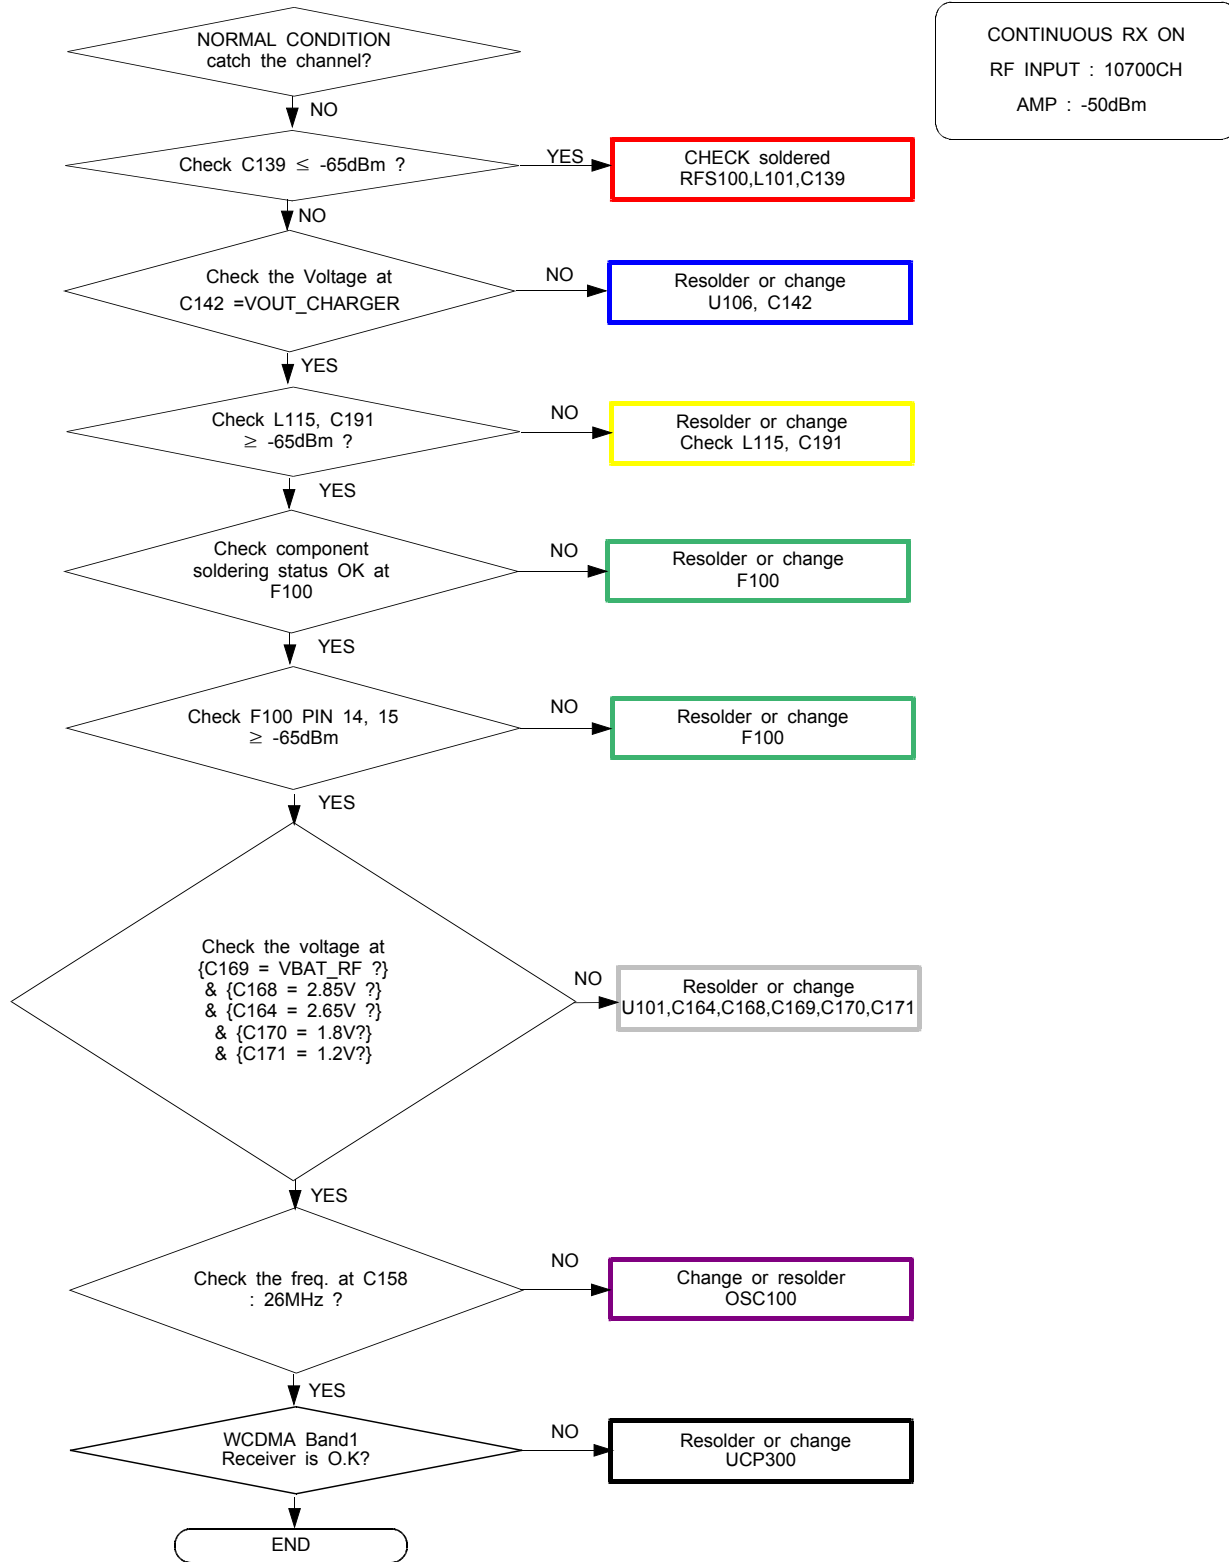 NORMAL CONDITION
catch the channel?
CONTINUOUS RX ON
RF INPUT : 10700CH
AMP : -50dBm
NO
Check C139 ≤ -65dBm ?
YES
CHECK soldered
RFS100,L101,C139
NO
Check the Voltage at
C142 =VOUT_CHARGER
NO
Resolder or change
U106, C142
YES
Check L115, C191
≥ -65dBm ?
NO
Resolder or change
Check L115, C191
YES
Check component
soldering status OK at
F100
NO
Resolder or change
F100
YES
Check F100 PIN 14, 15
≥ -65dBm
NO
Resolder or change
F100
YES
Check the voltage at
{C169 = VBAT_RF ?}
& {C168 = 2.85V ?}
& {C164 = 2.65V ?}
& {C170 = 1.8V?}
& {C171 = 1.2V?}
NO
Resolder or change
U101,C164,C168,C169,C170,C171
YES
Check the freq. at C158
: 26MHz ?
NO
Change or resolder
OSC100
YES
WCDMA Band1
Receiver is O.K?
NO
Resolder or change
UCP300
END